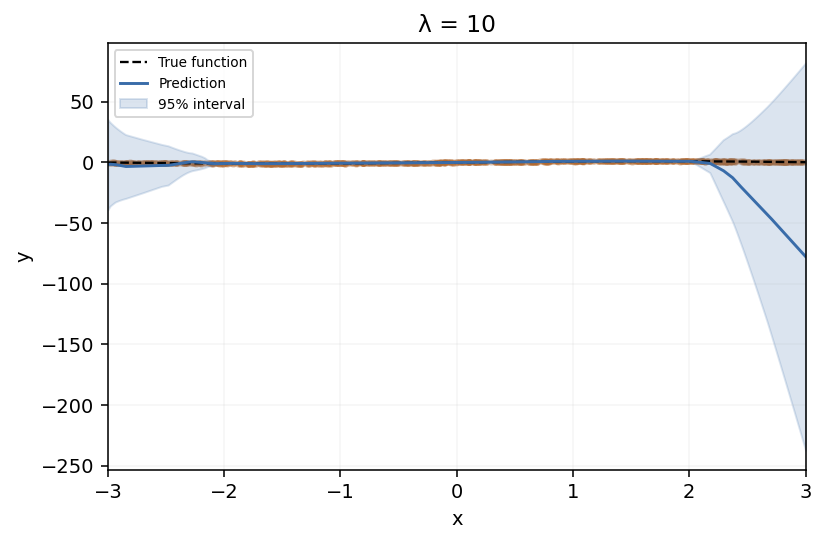 λ = 10
True function
Prediction
95% interval
50
0
−50
−100
−150
−200
−250
y
−3
−2
−1
0
1
2
3
x